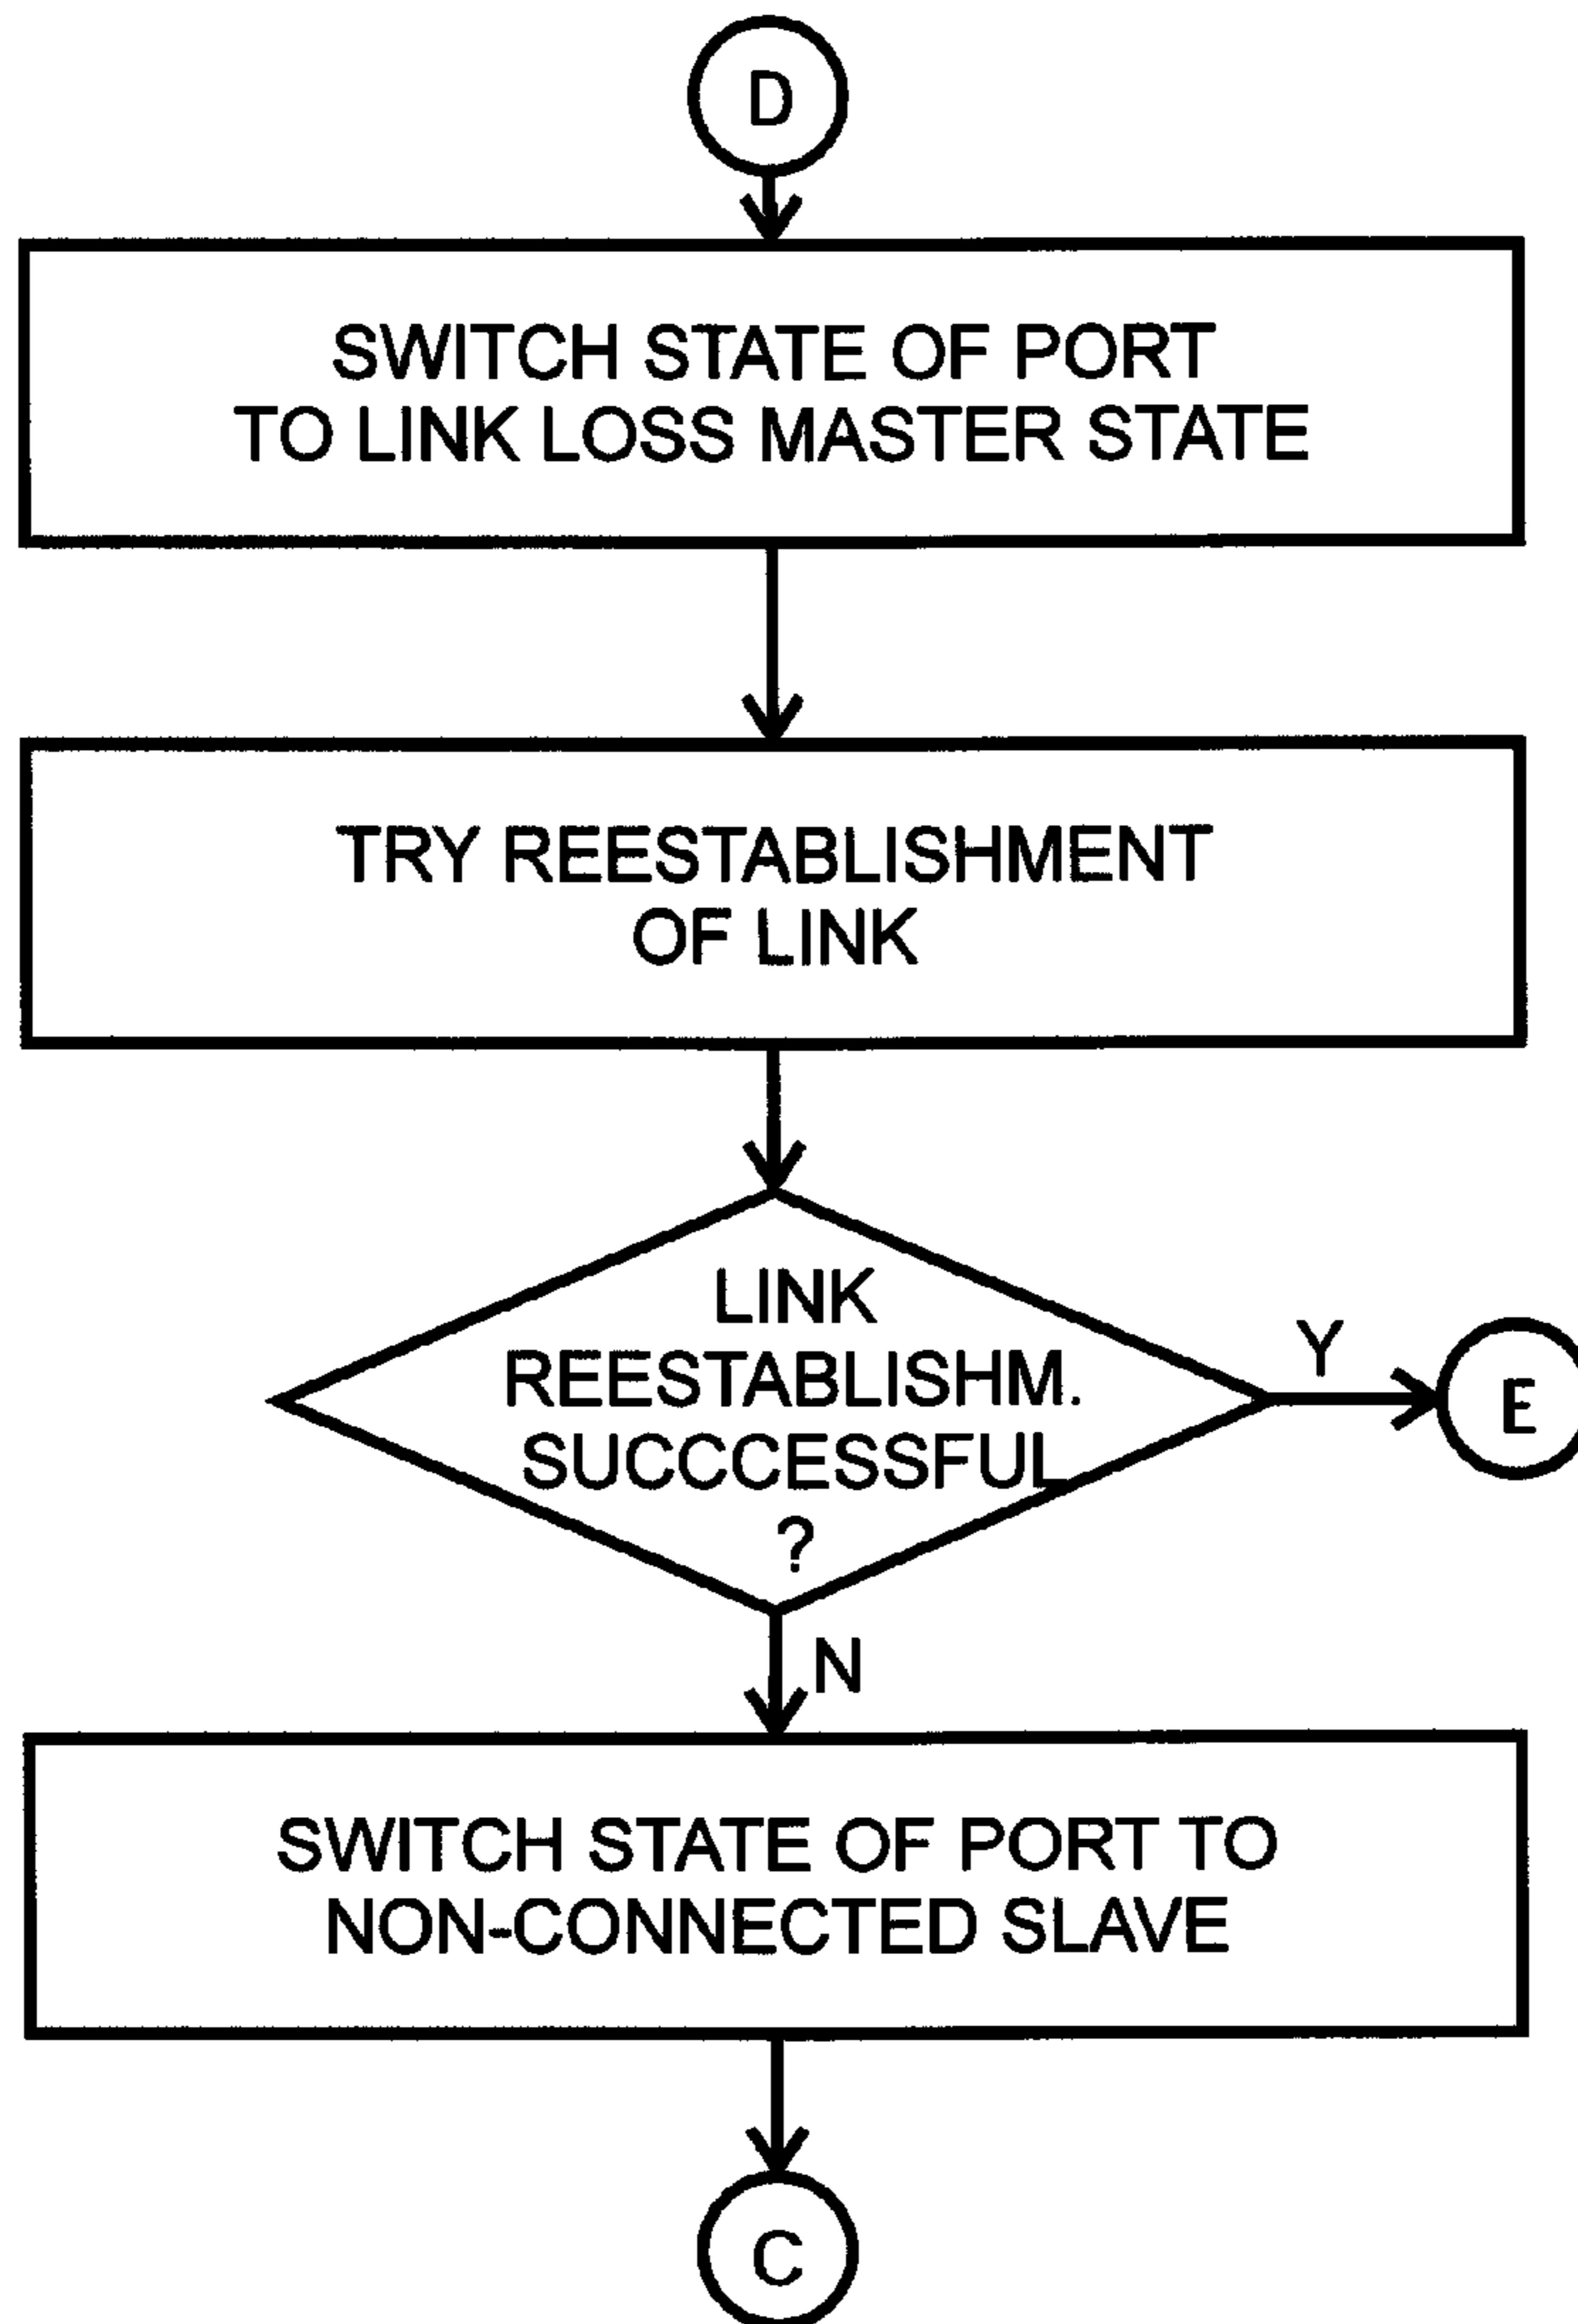 D
SWITCH STATE OF PORT
TO LINK LOSS MASTER STATE
TRY REESTABLISHMENT
OF LINK
LINK
REESTABLISHM.
SUCCCESSFUL
?
Y
E
N
SWITCH STATE OF PORT TO
NON-CONNECTED SLAVE
C